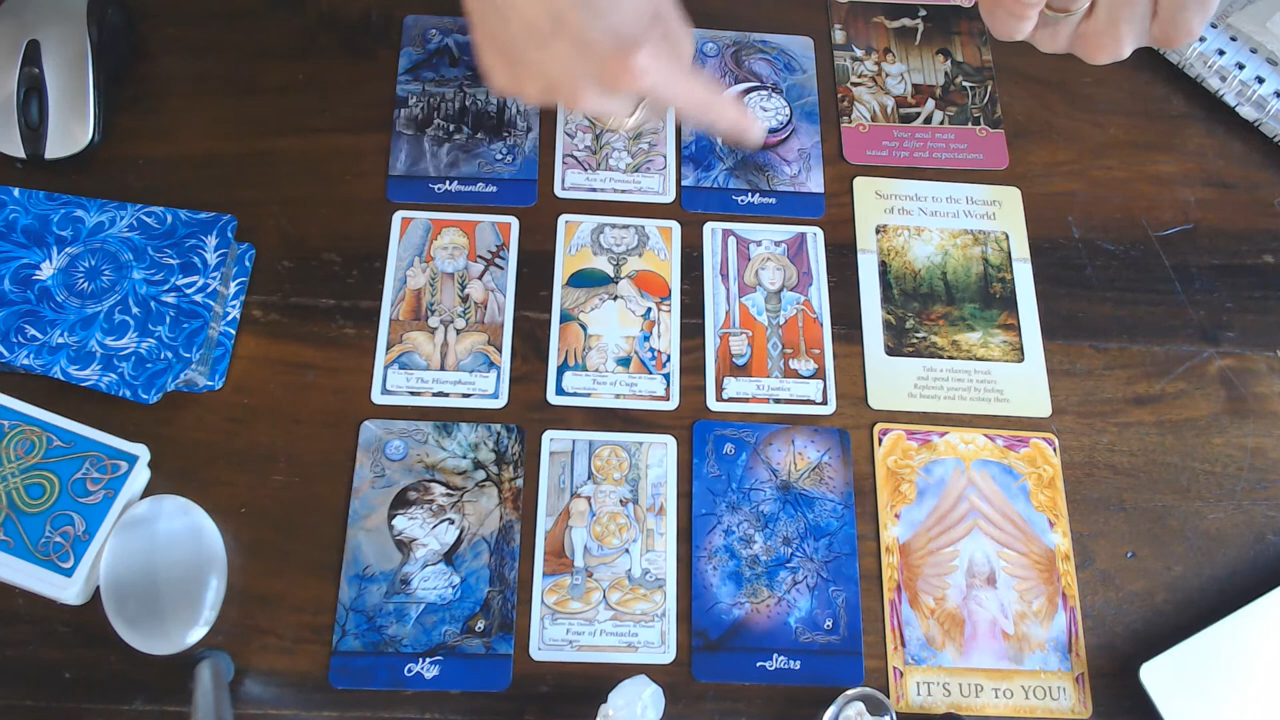 Mountain
Ace of Pentacles
Moon
Your soul mate
may differ from your
usual type and expectations.
V The Hierophant
Two of Cups
XI Justice
Surrender to the Beauty
of the Natural World
Take a relaxing break
and spend time in nature.
Replenish yourself by feeling
the beauty and the ecstasy there.
33
8
Key
Four of Pentacles
16
8
Stars
IT'S UP TO YOU!